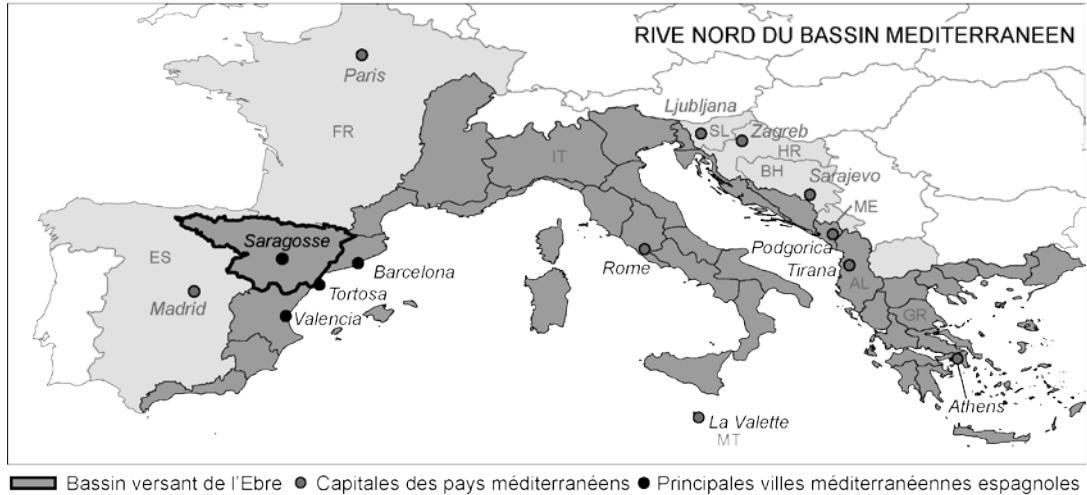 RIVE NORD DU BASSIN MEDITERRANEEN
Paris
FR
Ljubljana
SL
Zagreb
HR
IT
BH
Sarajevo
ME
Saragosse
ES
Podgorica
Rome
Barcelona
Tirana
AL
Tortosa
Madrid
Valencia
GR
Athens
La Valette
MT
Bassin versant de l'Ebre Capitales des pays méditerranéens Principales villes méditerranéennes espagnoles